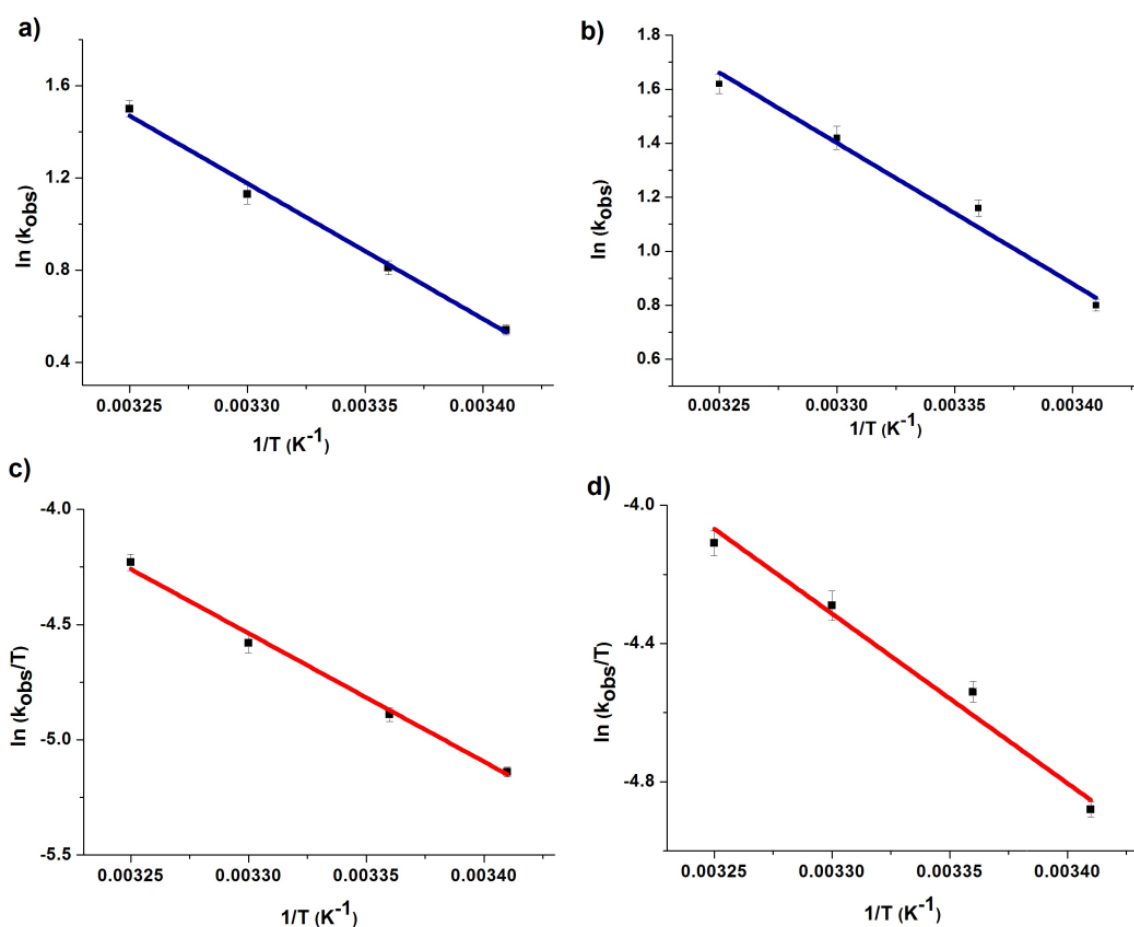 a)
1.6
1.2
0.8
0.4
ln (kobs)
0.00325 0.00330 0.00335 0.00340
1/T (K-1)
b)
1.8
1.6
1.4
1.2
1.0
0.8
0.6
ln (kobs)
0.00325 0.00330 0.00335 0.00340
1/T (K-1)
c)
-4.0
-4.5
-5.0
-5.5
ln (kobs/T)
0.00325 0.00330 0.00335 0.00340
1/T (K-1)
d)
-4.0
-4.4
-4.8
ln (kobs/T)
0.00325 0.00330 0.00335 0.00340
1/T (K-1)